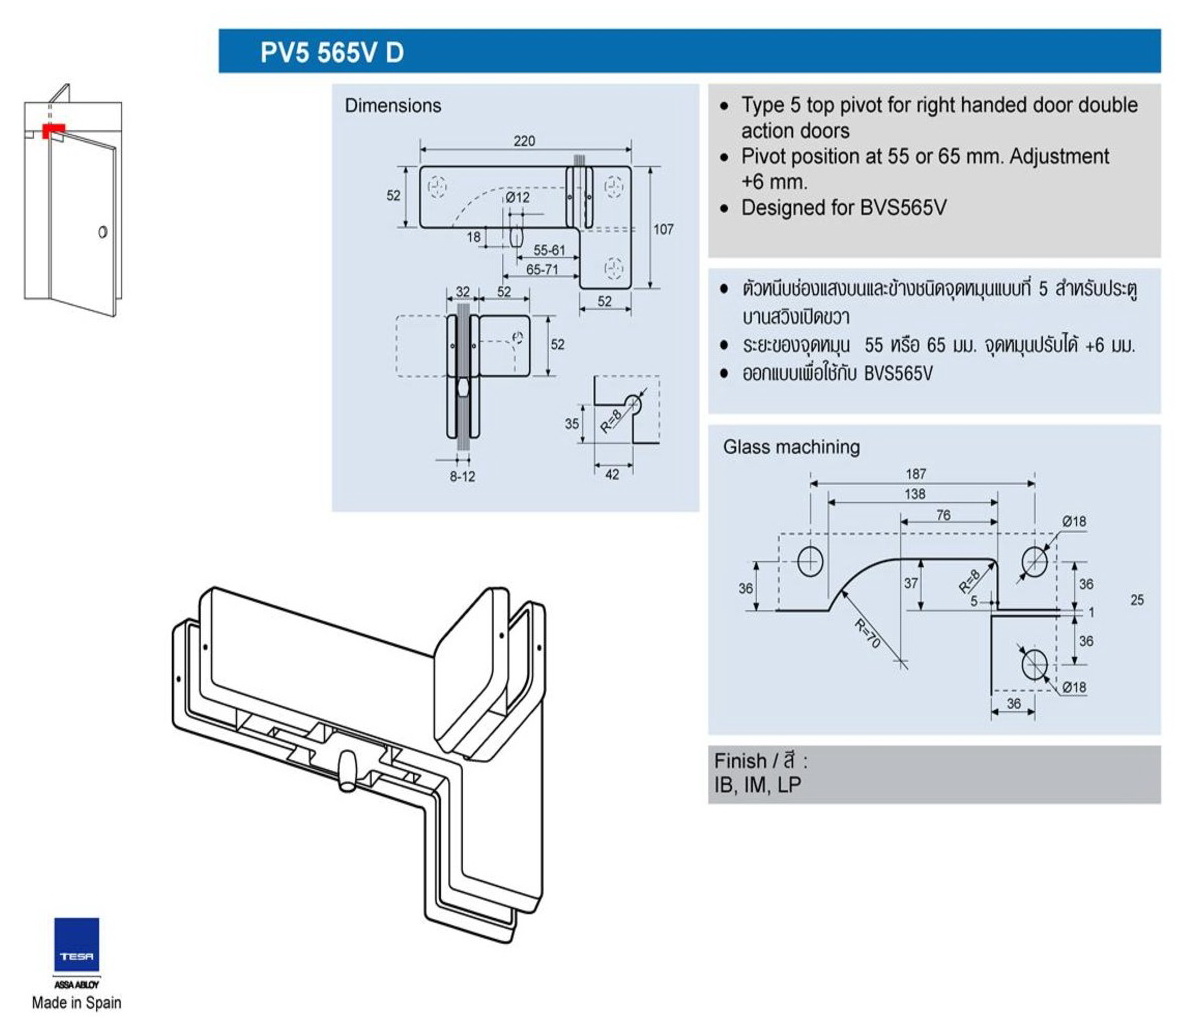 PV5 565V D
Dimensions
220
52
Ø12
18
107
55-61
65-71
52
32
52
52
R=8
35
42
8-12
• Type 5 top pivot for right handed door double
action doors
• Pivot position at 55 or 65 mm. Adjustment
+6 mm.
• Designed for BVS565V
• ตัวหนีบช่องแสงบนและข้างชนิดจุดหมุนแบบที่ 5 สำหรับประตู
บานสวิงเปิดขวา
• ระยะของจุดหมุน 55 หรือ 65 มม. จุดหมุนปรับได้ +6 มม.
• ออกแบบเพื่อใช้กับ BVS565V
Glass machining
187
138
76
Ø18
36
37
R=8
36
5
1
25
R=70
36
Ø18
36
Finish / สี :
IB, IM, LP
TESA
ASSA ABLOY
Made in Spain